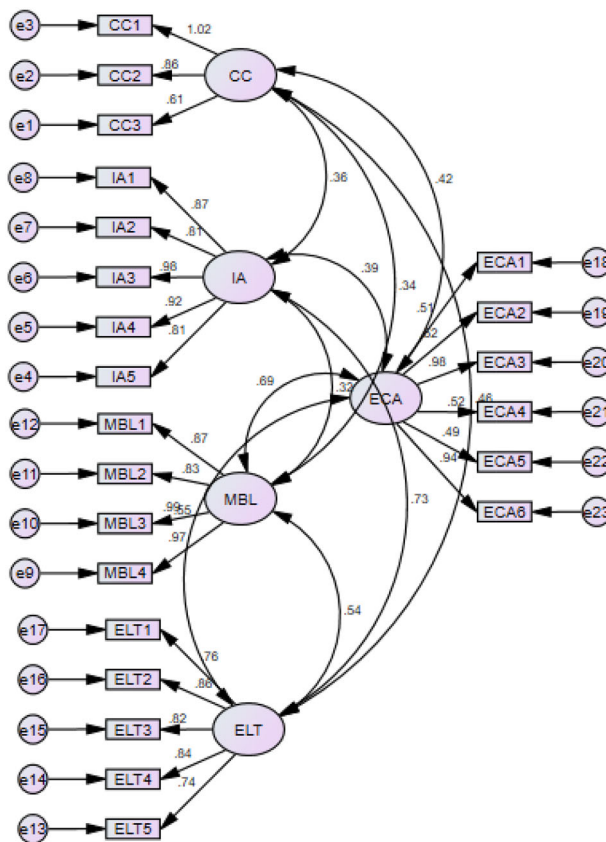 e3 CC1 1.02
e2 CC2 .86 CC
e1 CC3 .61
e8 IA1 .87 .36 .42
e7 IA2 .81
e6 IA3 .98 IA .39 .34 ECA1 e18
e5 IA4 .92 .51 ECA2 e19
e4 IA5 .81 .98 ECA3 e20
.69 .32 ECA .52 .46 ECA4 e21
e12 MBL1 .87 .49 ECA5 e22
e11 MBL2 .83 .94
e10 MBL3 .99 MBL .73 ECA6 e23
e9 MBL4 .97
.54
e17 ELT1 .76
e16 ELT2 .86
e15 ELT3 .82 ELT
e14 ELT4 .84
e13 ELT5 .74